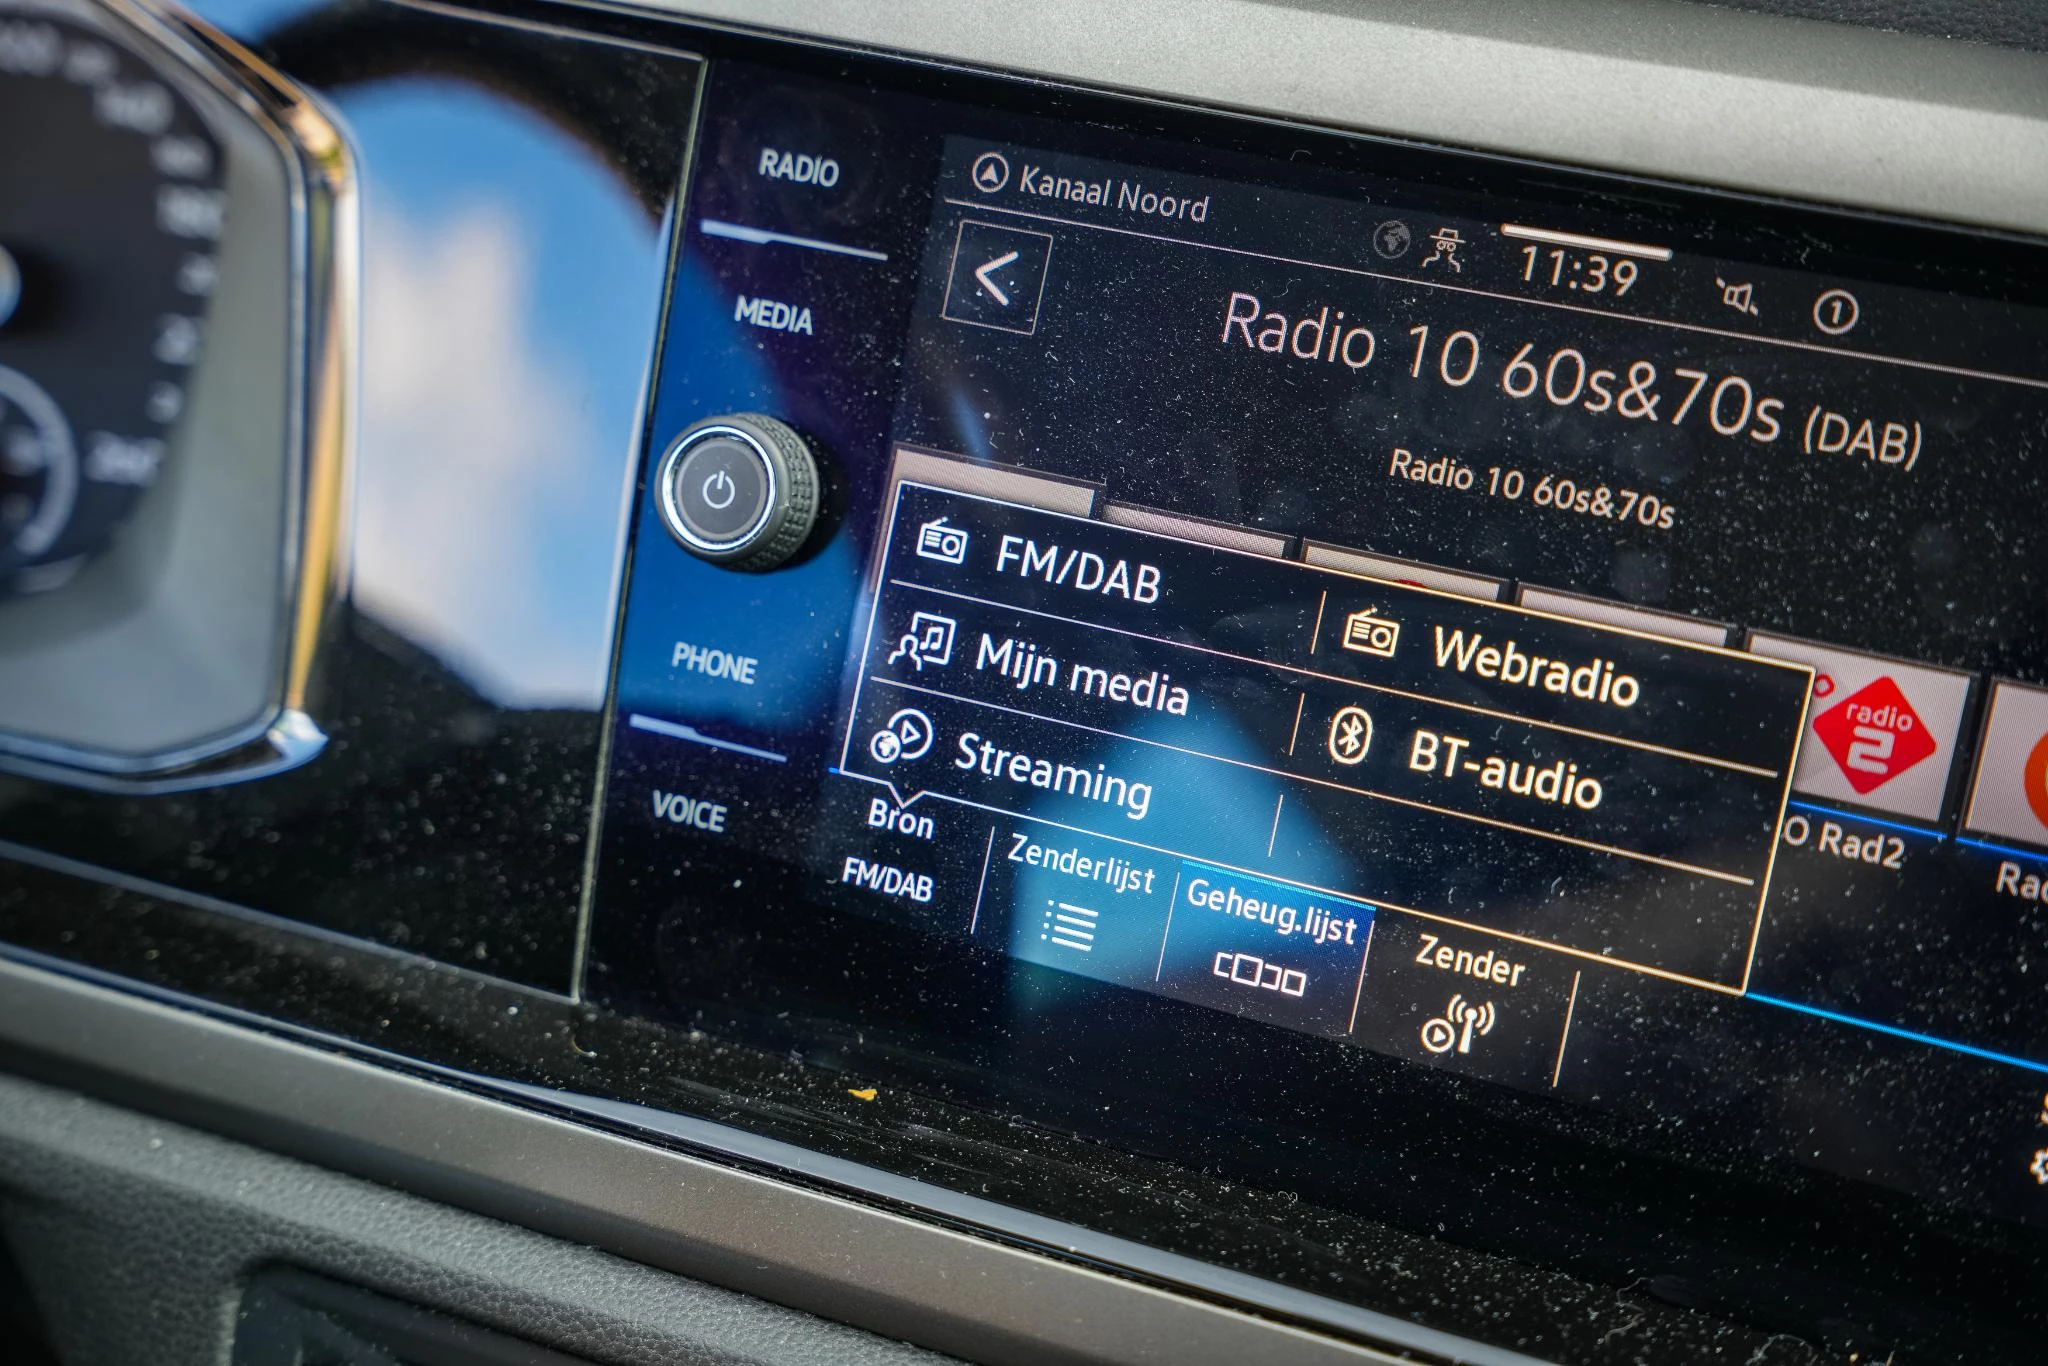 RADIO
MEDIA
PHONE
VOICE
Kanaal Noord
11:39
1
Radio 10 60s&70s (DAB)
Radio 10 60s&70s
FM/DAB
Webradio
Mijn media
BT-audio
Streaming
radio
2
O Rad2
Bron
FM/DAB
Zenderlijst
Geheug.lijst
Zender